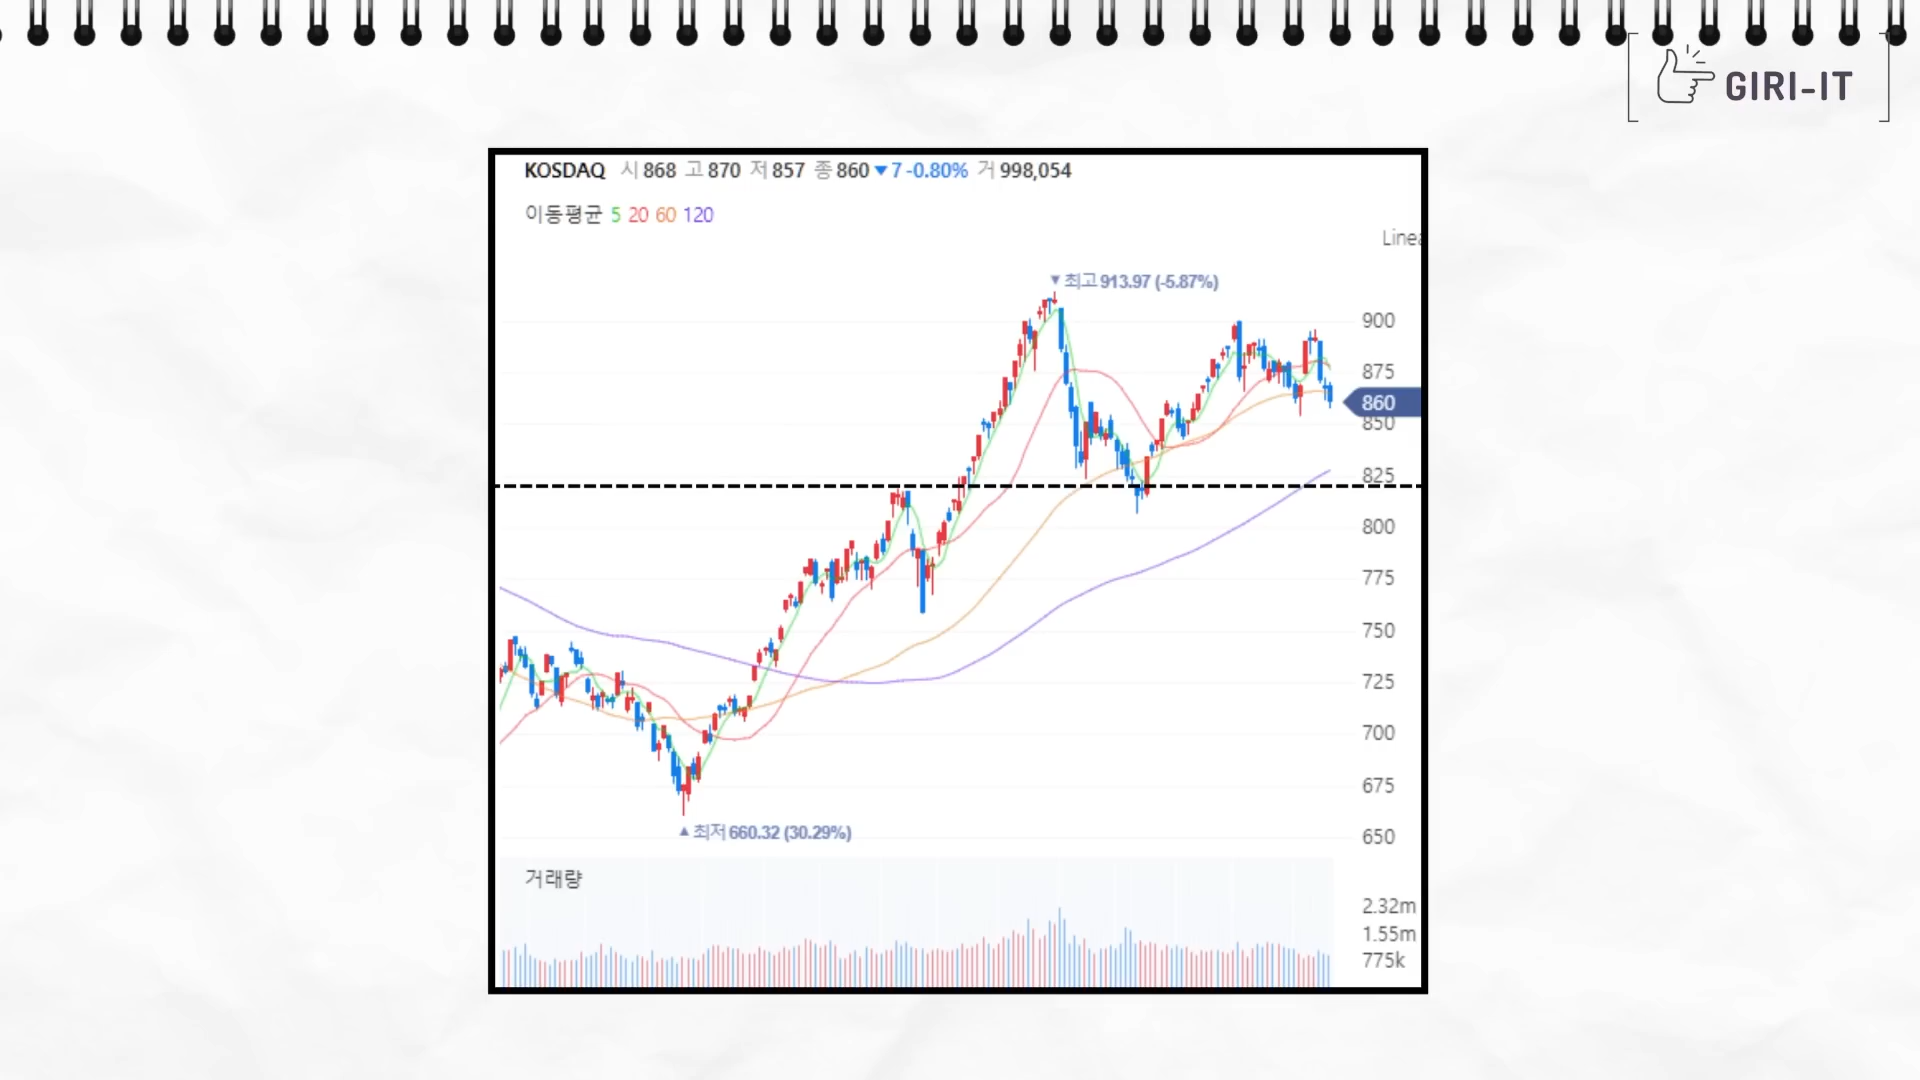 GIRI-IT
KOSDAQ 시 868 고 870 저 857 종 860 ▼7 -0.80% 거 998,054
이동평균 5 20 60 120
Linea
▼최고 913.97 (-5.87%)
900
875
860
850
825
800
775
750
725
700
675
▲최저 660.32 (30.29%)
650
거래량
2.32m
1.55m
775k